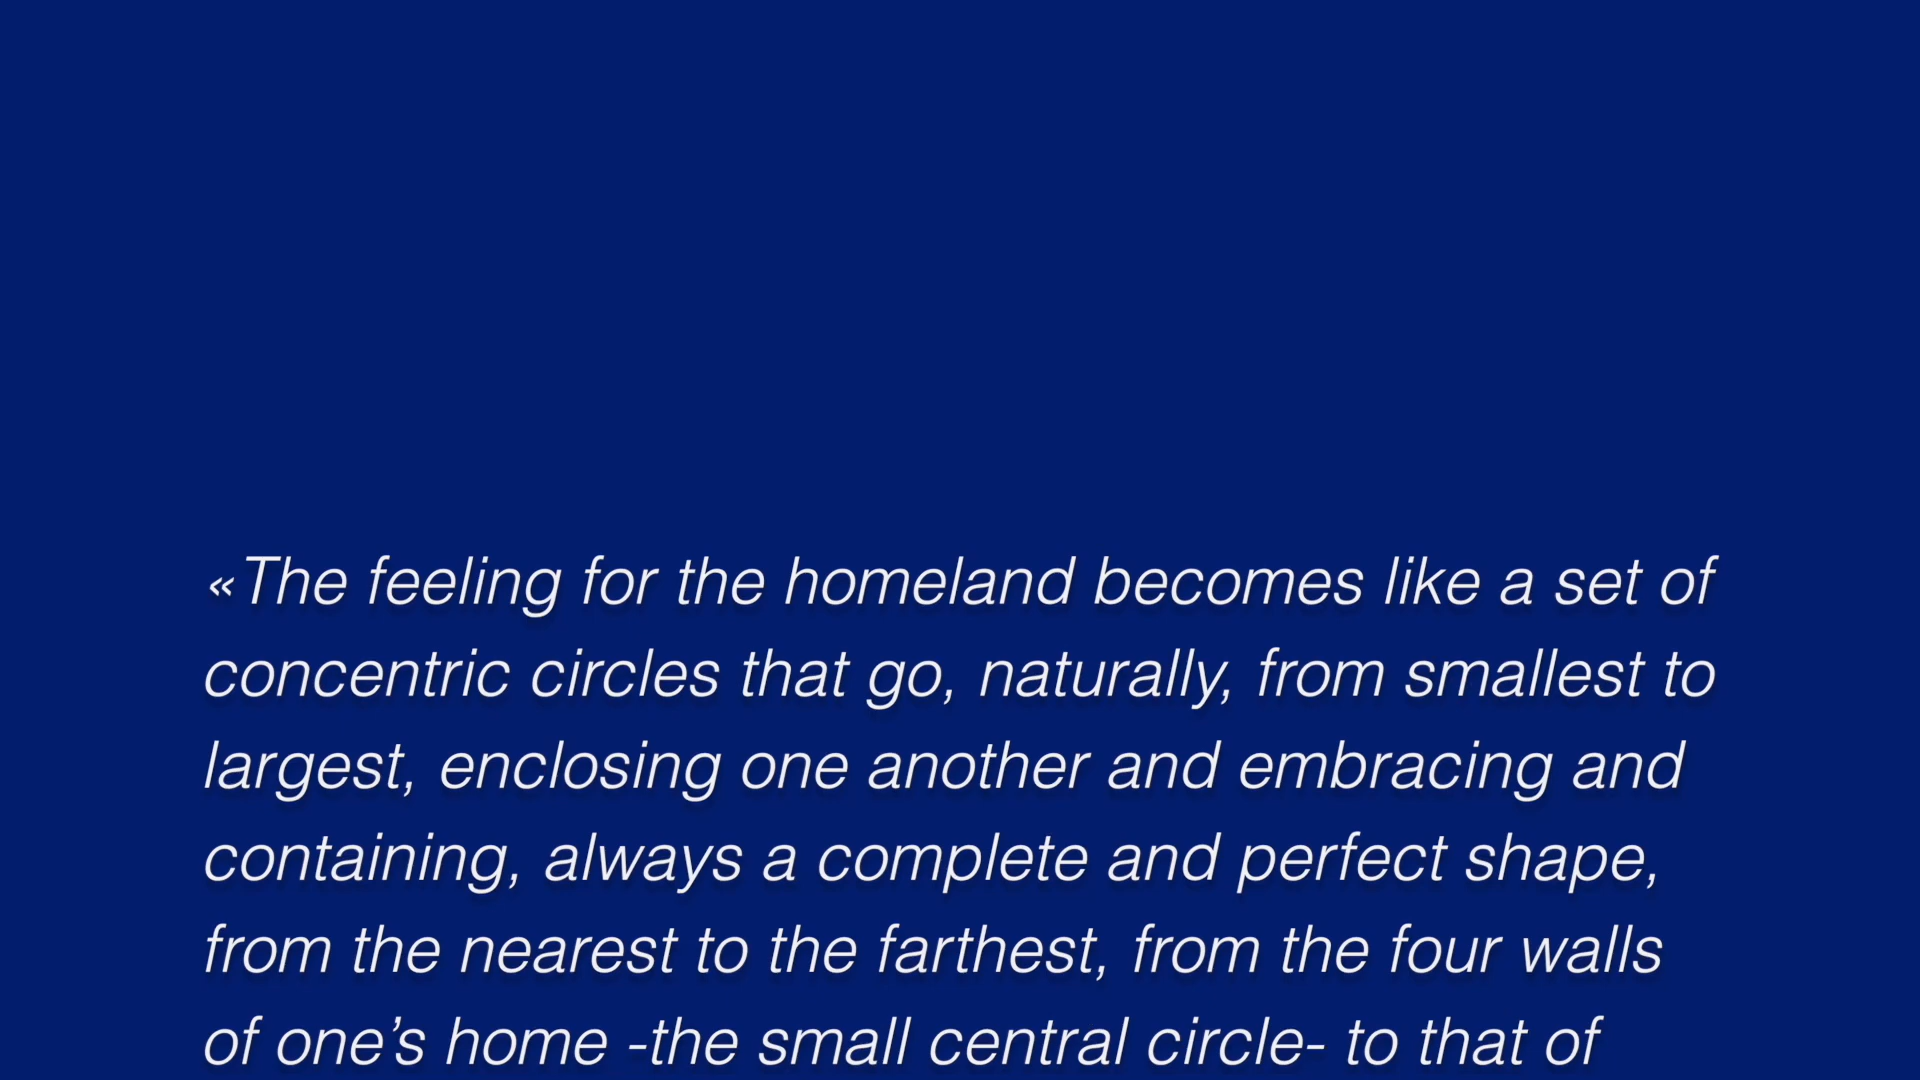 «The feeling for the homeland becomes like a set of
concentric circles that go, naturally, from smallest to
largest, enclosing one another and embracing and
containing, always a complete and perfect shape,
from the nearest to the farthest, from the four walls
of one’s home -the small central circle- to that of